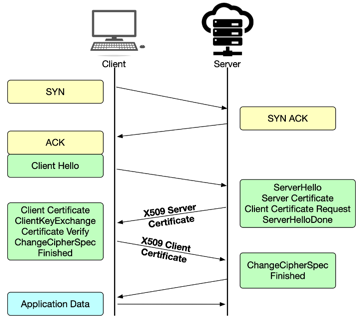 Client
Server
SYN
SYN ACK
ACK
Client Hello
ServerHello
Server Certificate
Client Certificate Request
ServerHelloDone
X509 Server
Certificate
Client Certificate
ClientKeyExchange
Certificate Verify
ChangeCipherSpec
Finished
X509 Client
Certificate
ChangeCipherSpec
Finished
Application Data